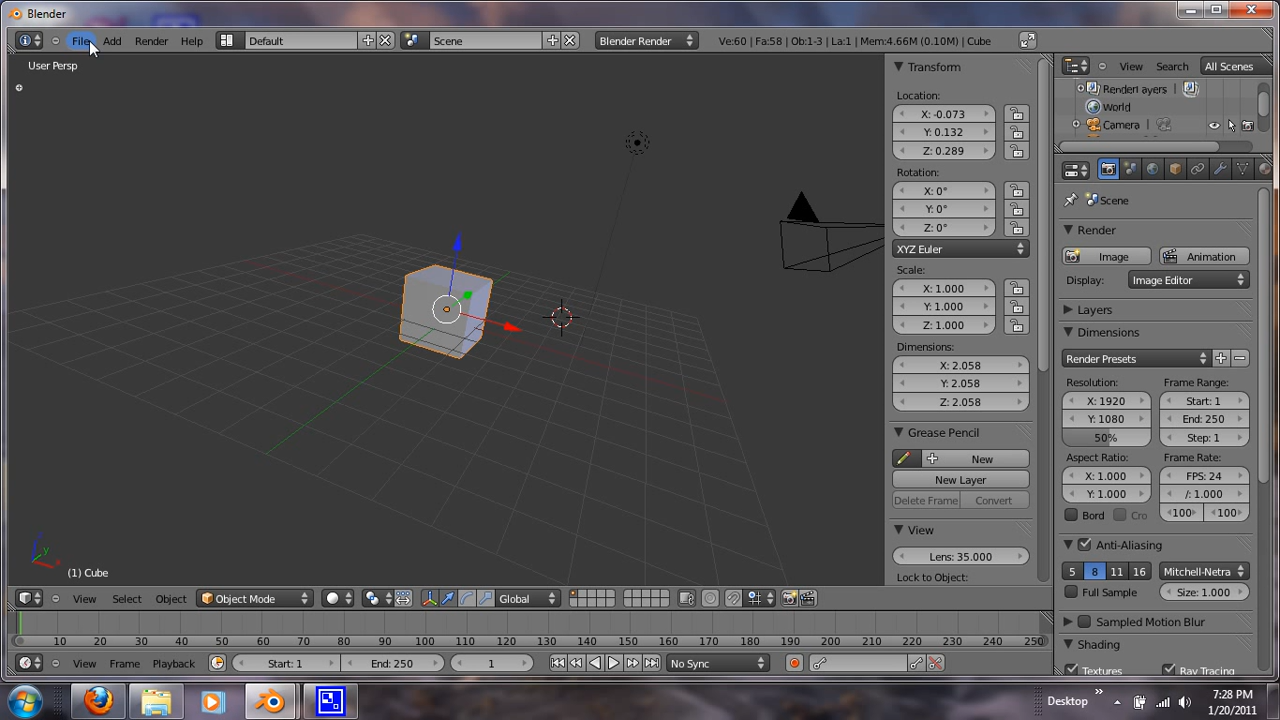 Blender
File Add Render Help Default Scene Blender Render Ve:60 | Fa:58 | Ob:1-3 | La:1 | Mem:4.66M (0.10M) | Cube
User Persp
Transform
Location:
X: -0.073
Y: 0.132
Z: 0.289
Rotation:
X: 0°
Y: 0°
Z: 0°
XYZ Euler
Scale:
X: 1.000
Y: 1.000
Z: 1.000
Dimensions:
X: 2.058
Y: 2.058
Z: 2.058
Grease Pencil
New
New Layer
Delete Frame Convert
View
Lens: 35.000
Lock to Object:
View Search All Scenes
RenderLayers
World
Camera
Scene
Render
Image Animation
Display: Image Editor
Layers
Dimensions
Render Presets
Resolution: Frame Range:
X: 1920 Start: 1
Y: 1080 End: 250
50% Step: 1
Aspect Ratio: Frame Rate:
X: 1.000 FPS: 24
Y: 1.000 /: 1.000
Bord Cro 100 100
Anti-Aliasing
5 8 11 16 Mitchell-Netra
Full Sample Size: 1.000
Sampled Motion Blur
Shading
Textures Ray Tracing
z y x
(1) Cube
View Select Object Object Mode Global
0 10 20 30 40 50 60 70 80 90 100 110 120 130 140 150 160 170 180 190 200 210 220 230 240 250
View Frame Playback Start: 1 End: 250 1 No Sync
Desktop
7:28 PM
1/20/2011